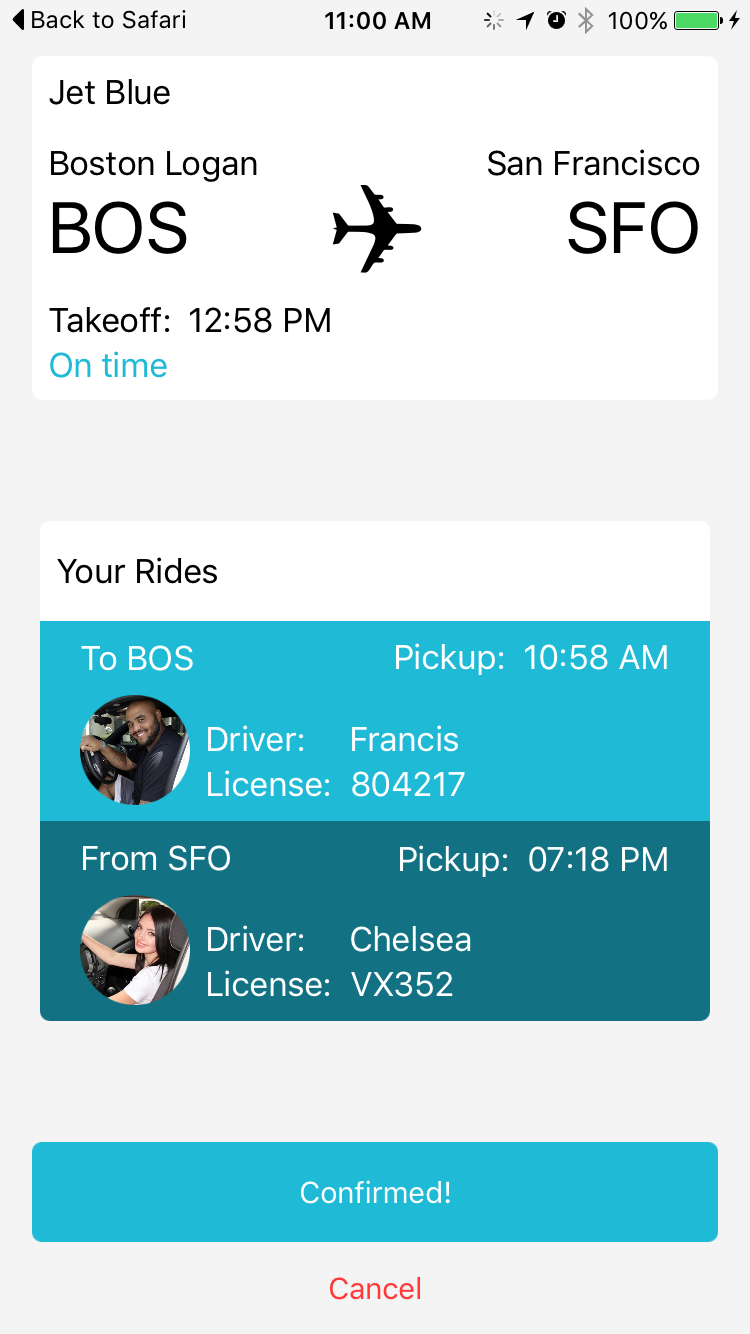 Back to Safari 11:00 AM 100%
Jet Blue
Boston Logan San Francisco
BOS SFO
Takeoff: 12:58 PM
On time
Your Rides
To BOS Pickup: 10:58 AM
Driver: Francis
License: 804217
From SFO Pickup: 07:18 PM
Driver: Chelsea
License: VX352
Confirmed!
Cancel